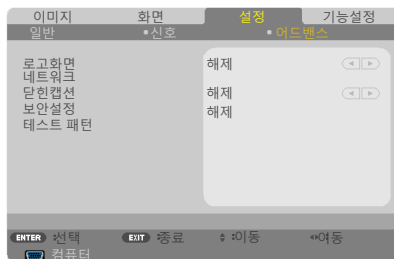 이미지 화면 설정 기능설정
일반 •신호 •어드밴스
로고화면 해제
네트워크
닫힌캡션 해제
보안설정 해제
테스트 패턴
ENTER :선택 EXIT :종료 :이동 :이동
컴퓨터